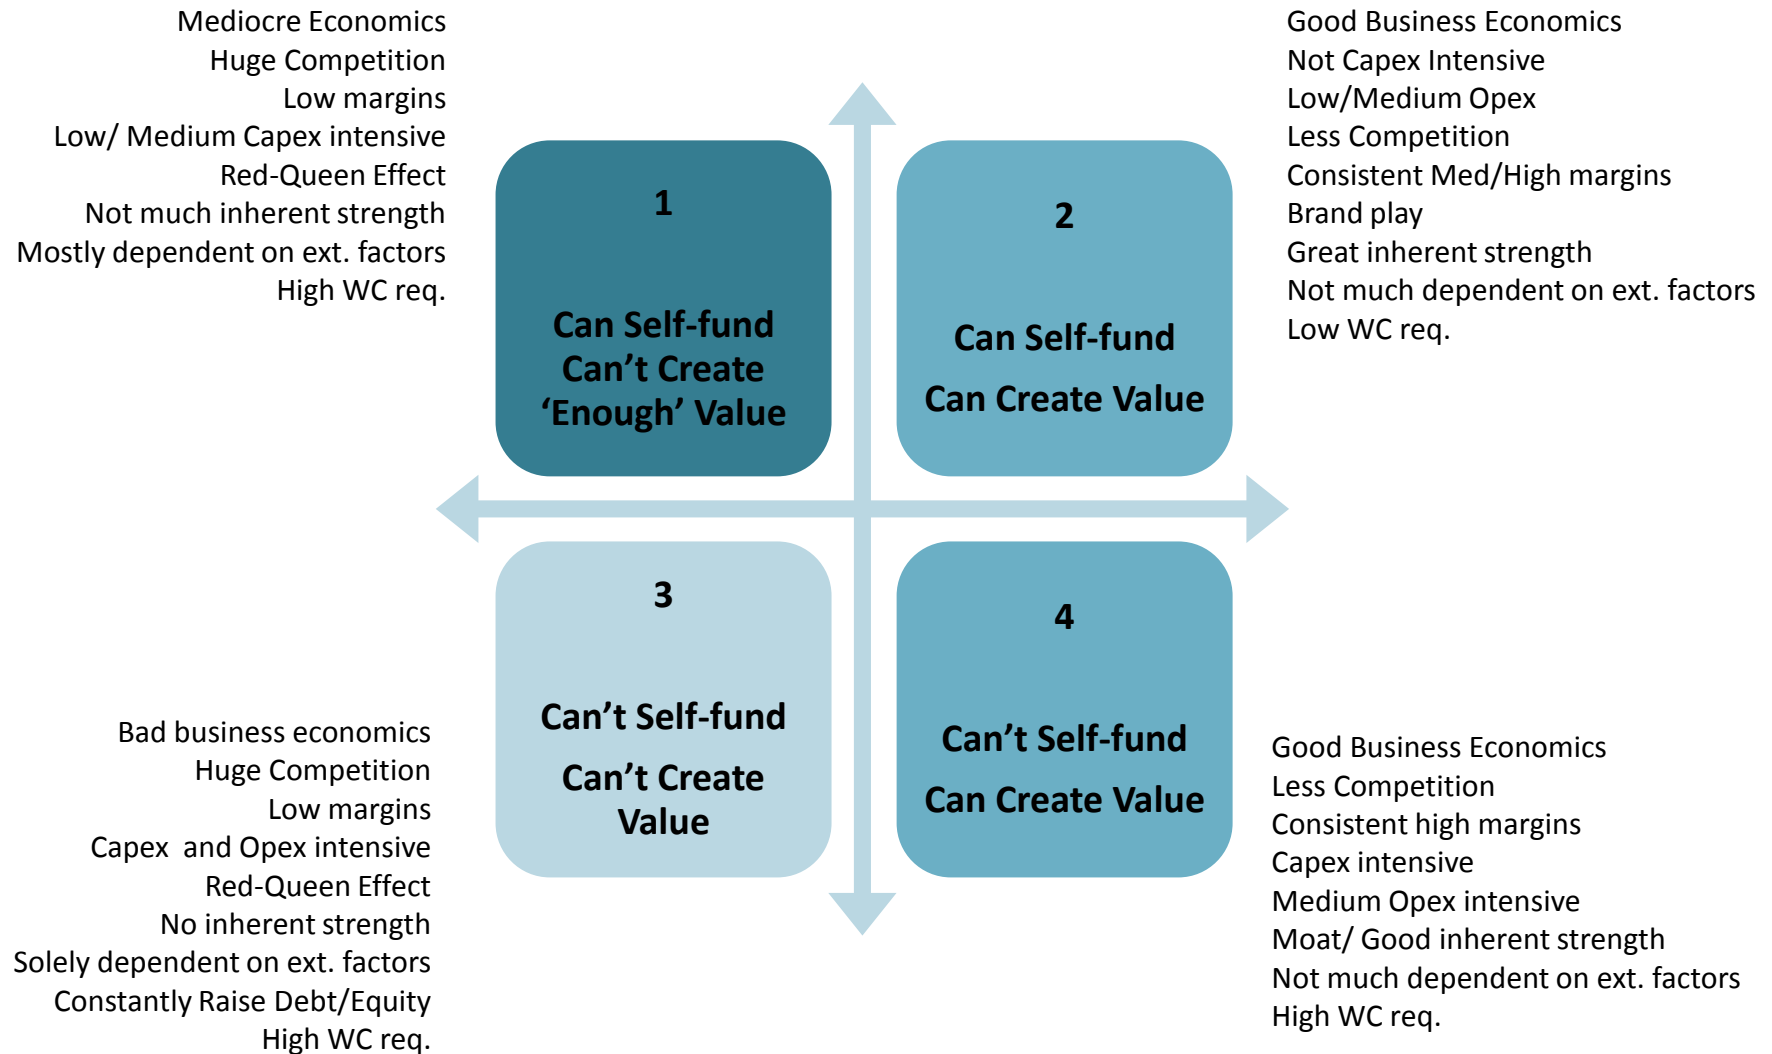 Mediocre Economics
Huge Competition
Low margins
Low/ Medium Capex intensive
Red-Queen Effect
Not much inherent strength
Mostly dependent on ext. factors
High WC req.
1
Can Self-fund
Can’t Create
‘Enough’ Value
2
Can Self-fund
Can Create Value
Good Business Economics
Not Capex Intensive
Low/Medium Opex
Less Competition
Consistent Med/High margins
Brand play
Great inherent strength
Not much dependent on ext. factors
Low WC req.
Bad business economics
Huge Competition
Low margins
Capex  and Opex intensive
Red-Queen Effect
No inherent strength
Solely dependent on ext. factors
Constantly Raise Debt/Equity
High WC req.
3
Can’t Self-fund
Can’t Create
Value
4
Can’t Self-fund
Can Create Value
Good Business Economics
Less Competition
Consistent high margins
Capex intensive
Medium Opex intensive
Moat/ Good inherent strength
Not much dependent on ext. factors
High WC req.